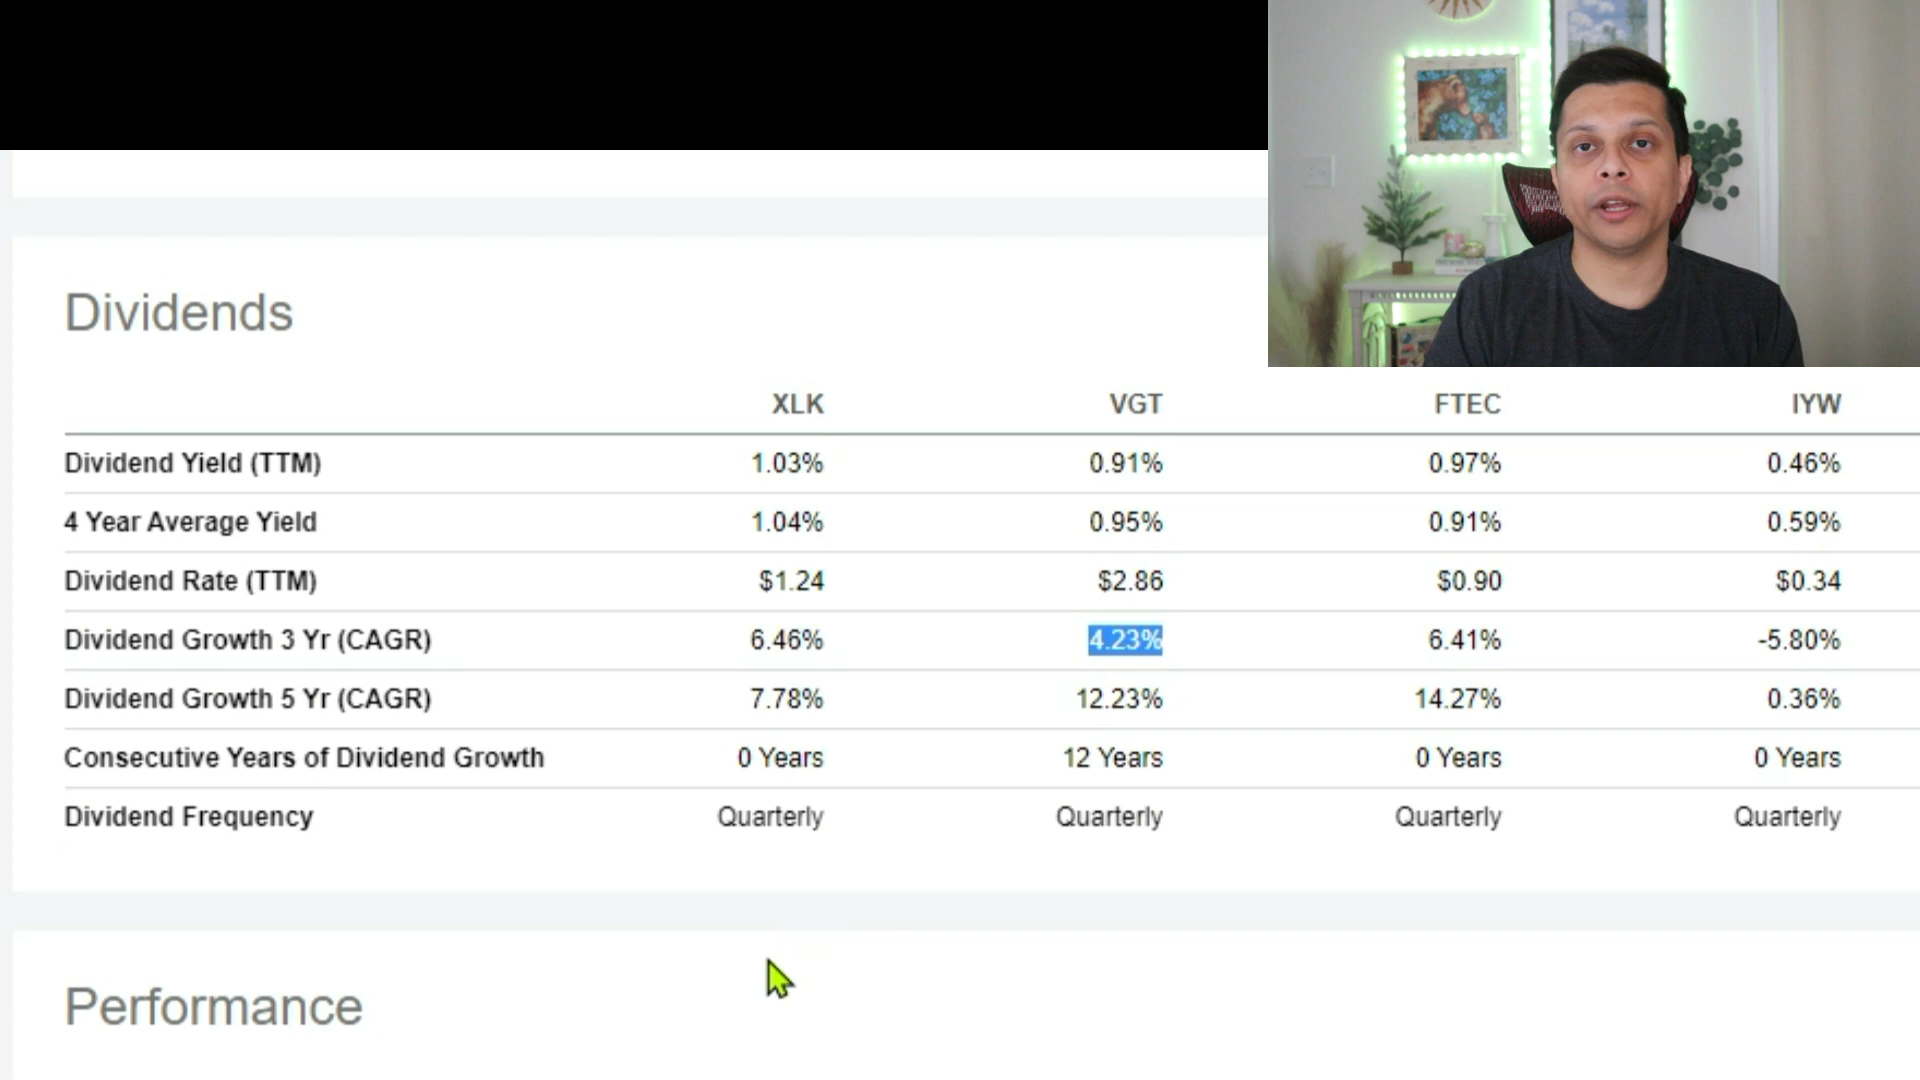 Dividends
XLK VGT FTEC IYW
Dividend Yield (TTM) 1.03% 0.91% 0.97% 0.46%
4 Year Average Yield 1.04% 0.95% 0.91% 0.59%
Dividend Rate (TTM) $1.24 $2.86 $0.90 $0.34
Dividend Growth 3 Yr (CAGR) 6.46% 4.23% 6.41% -5.80%
Dividend Growth 5 Yr (CAGR) 7.78% 12.23% 14.27% 0.36%
Consecutive Years of Dividend Growth 0 Years 12 Years 0 Years 0 Years
Dividend Frequency Quarterly Quarterly Quarterly Quarterly
Performance